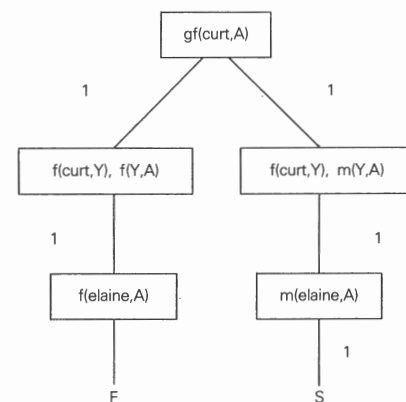 gf(curt,A)
1 1
f(curt,Y), f(Y,A) f(curt,Y), m(Y,A)
1 1
f(elaine,A) m(elaine,A)
1
F S